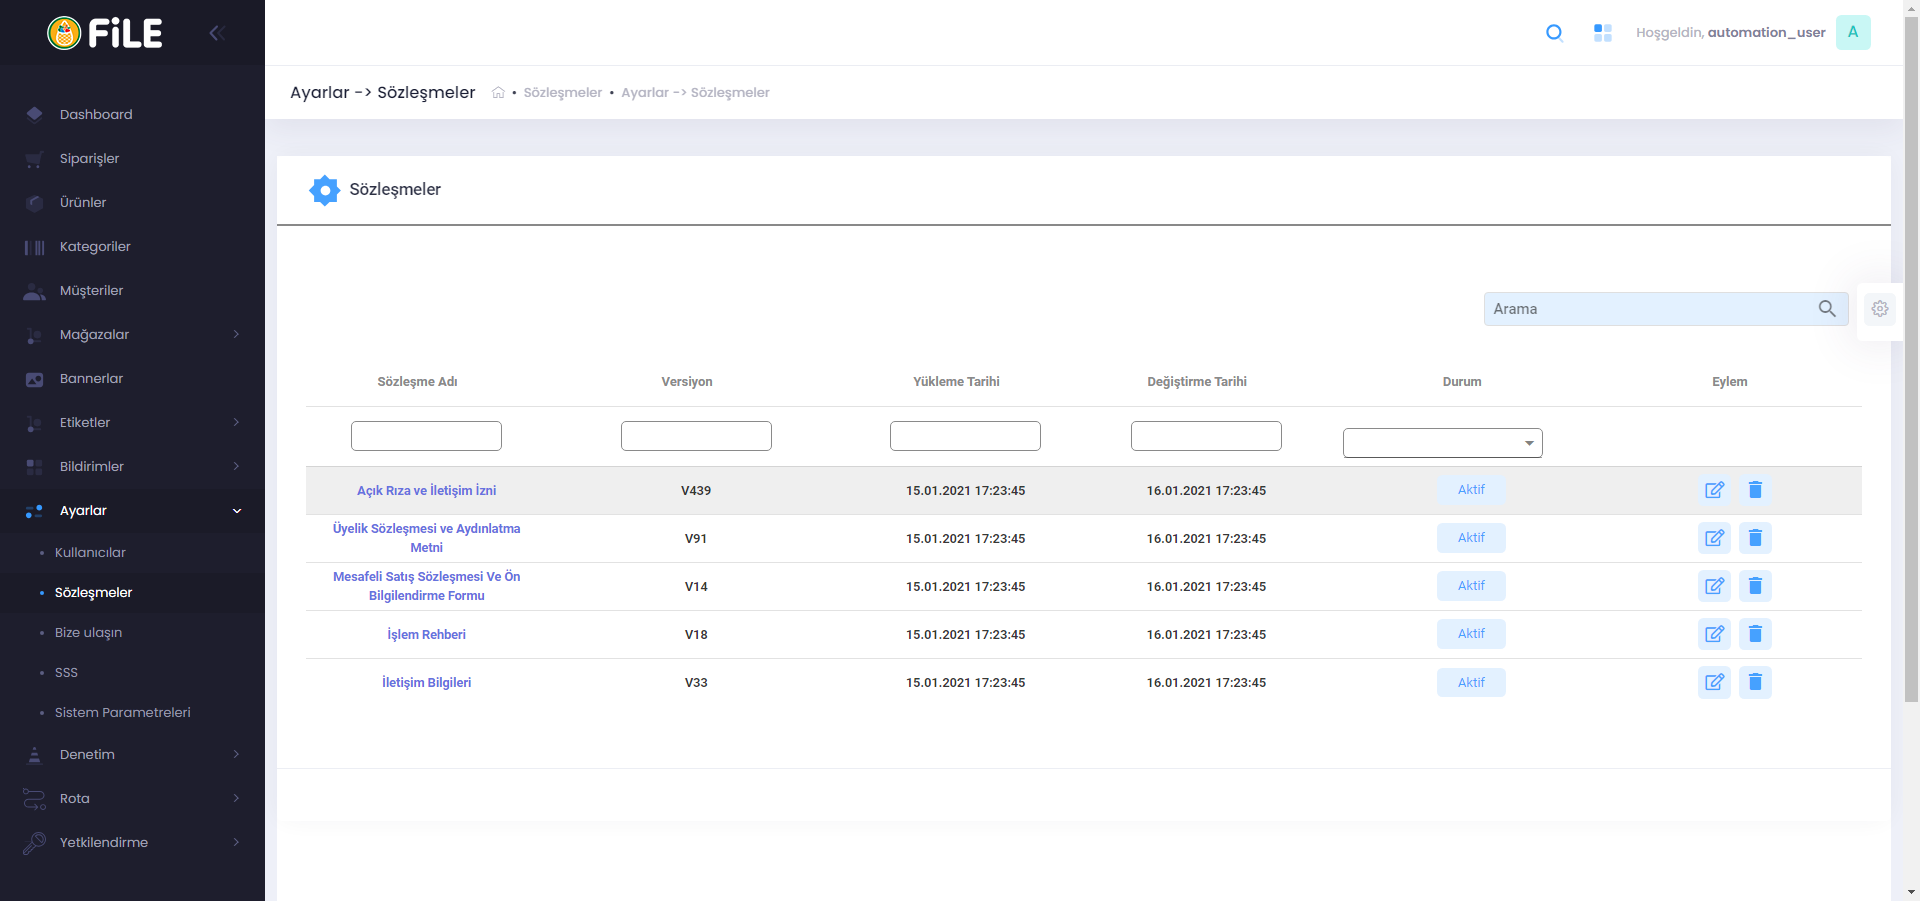 FiLE
Hoşgeldin, automation_user
A
Ayarlar -> Sözleşmeler
• Sözleşmeler • Ayarlar -> Sözleşmeler
Dashboard
Siparişler
Ürünler
Kategoriler
Müşteriler
Mağazalar
Bannerlar
Etiketler
Bildirimler
Ayarlar
• Kullanıcılar
• Sözleşmeler
• Bize ulaşın
• SSS
• Sistem Parametreleri
Denetim
Rota
Yetkilendirme
Sözleşmeler
Arama
Sözleşme Adı Versiyon Yükleme Tarihi Değiştirme Tarihi Durum Eylem
Açık Rıza ve İletişim İzni V439 15.01.2021 17:23:45 16.01.2021 17:23:45 Aktif
Üyelik Sözleşmesi ve Aydınlatma
Metni V91 15.01.2021 17:23:45 16.01.2021 17:23:45 Aktif
Mesafeli Satış Sözleşmesi Ve Ön
Bilgilendirme Formu V14 15.01.2021 17:23:45 16.01.2021 17:23:45 Aktif
İşlem Rehberi V18 15.01.2021 17:23:45 16.01.2021 17:23:45 Aktif
İletişim Bilgileri V33 15.01.2021 17:23:45 16.01.2021 17:23:45 Aktif